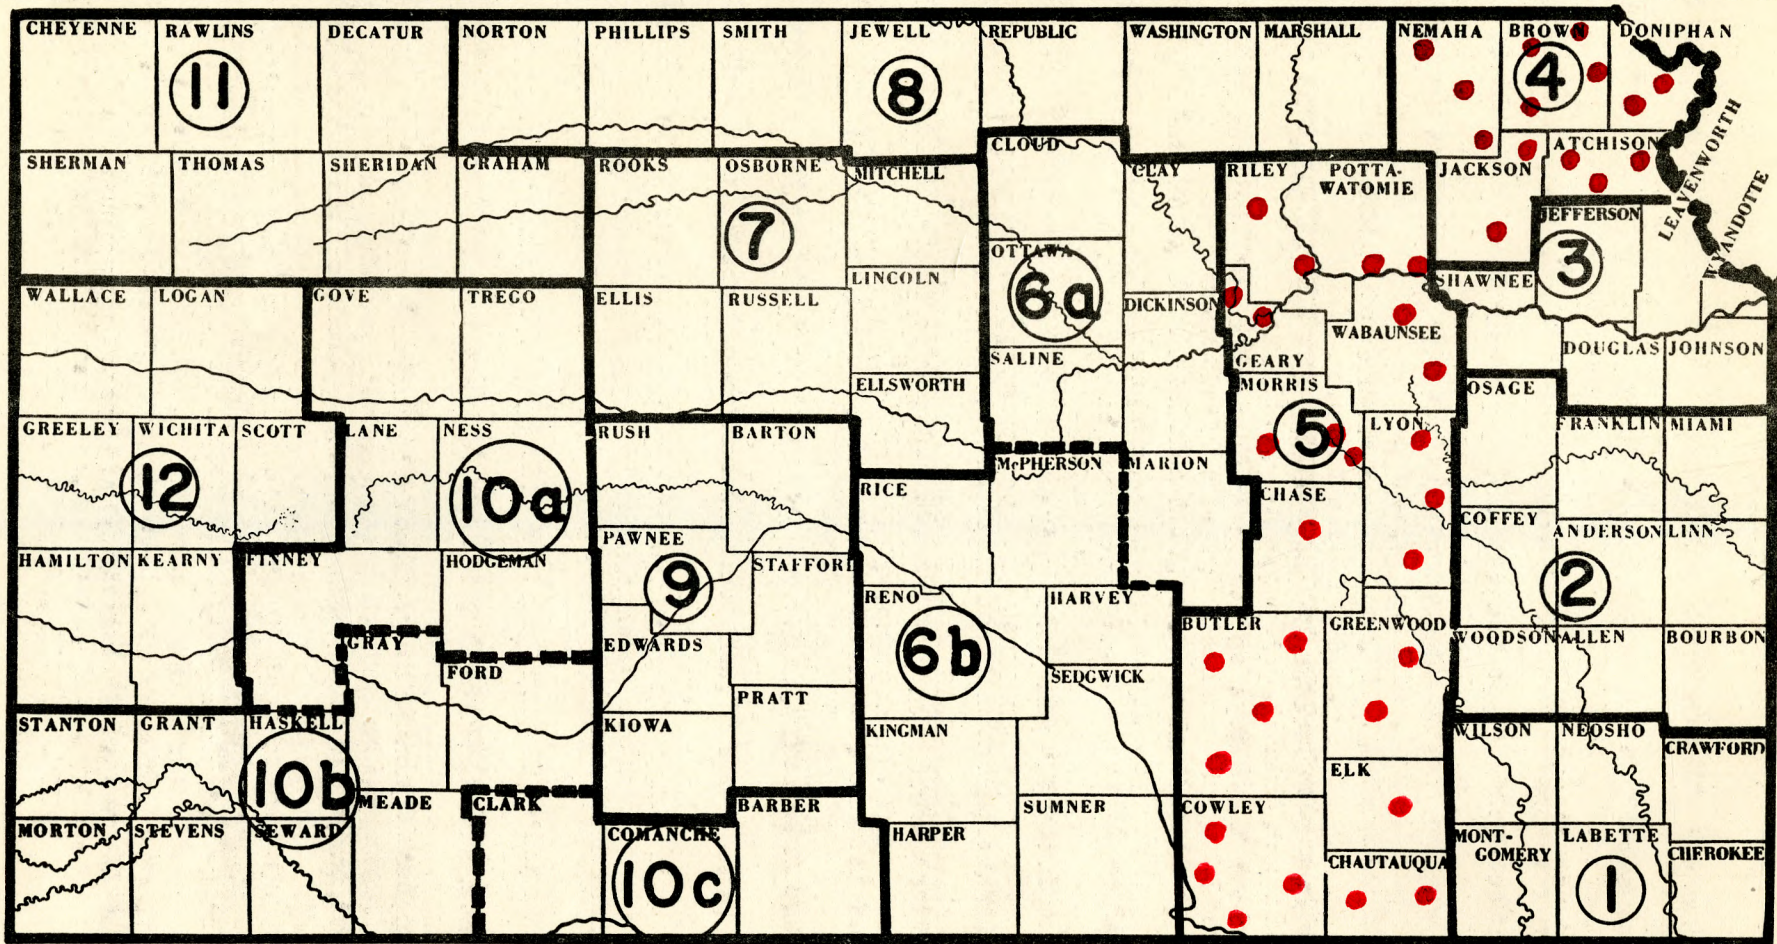 CHEYENNE RAWLINS DECATUR NORTON PHILLIPS SMITH JEWELL REPUBLIC WASHINGTON MARSHALL NEMAHA BROWN DONIPHAN
11 8 4
SHERMAN THOMAS SHERIDAN GRAHAM ROOKS OSBORNE MITCHELL CLOUD CLAY RILEY POTTA-
WATOMIE JACKSON ATCHISON LEAVENWORTH
WYANDOTTE
7 JEFFERSON
3
OTTAWA
LINCOLN
6a SHAWNEE
WALLACE LOGAN GOVE TREGO ELLIS RUSSELL DICKINSON
WABAUNSEE
SALINE GEARY DOUGLAS JOHNSON
ELLSWORTH MORRIS OSAGE
GREELEY WICHITA SCOTT LANE NESS RUSH BARTON 5 LYON FRANKLIN MIAMI
McPHERSON MARION
12 10a RICE CHASE
COFFEY
ANDERSON LINN
PAWNEE
HAMILTON KEARNY FINNEY HODGEMAN STAFFORD
9 2
RENO HARVEY
BUTLER GREENWOOD
GRAY EDWARDS WOODSON ALLEN BOURBON
6b
FORD SEDGWICK
PRATT
STANTON GRANT HASKELL KIOWA KINGMAN WILSON NEOSHO
CRAWFORD
10b ELK
MEADE CLARK BARBER SUMNER COWLEY
MORTON STEVENS SEWARD COMANCHE HARPER MONT-
GOMERY LABETTE
CHAUTAUQUA CHEROKEE
10c 1